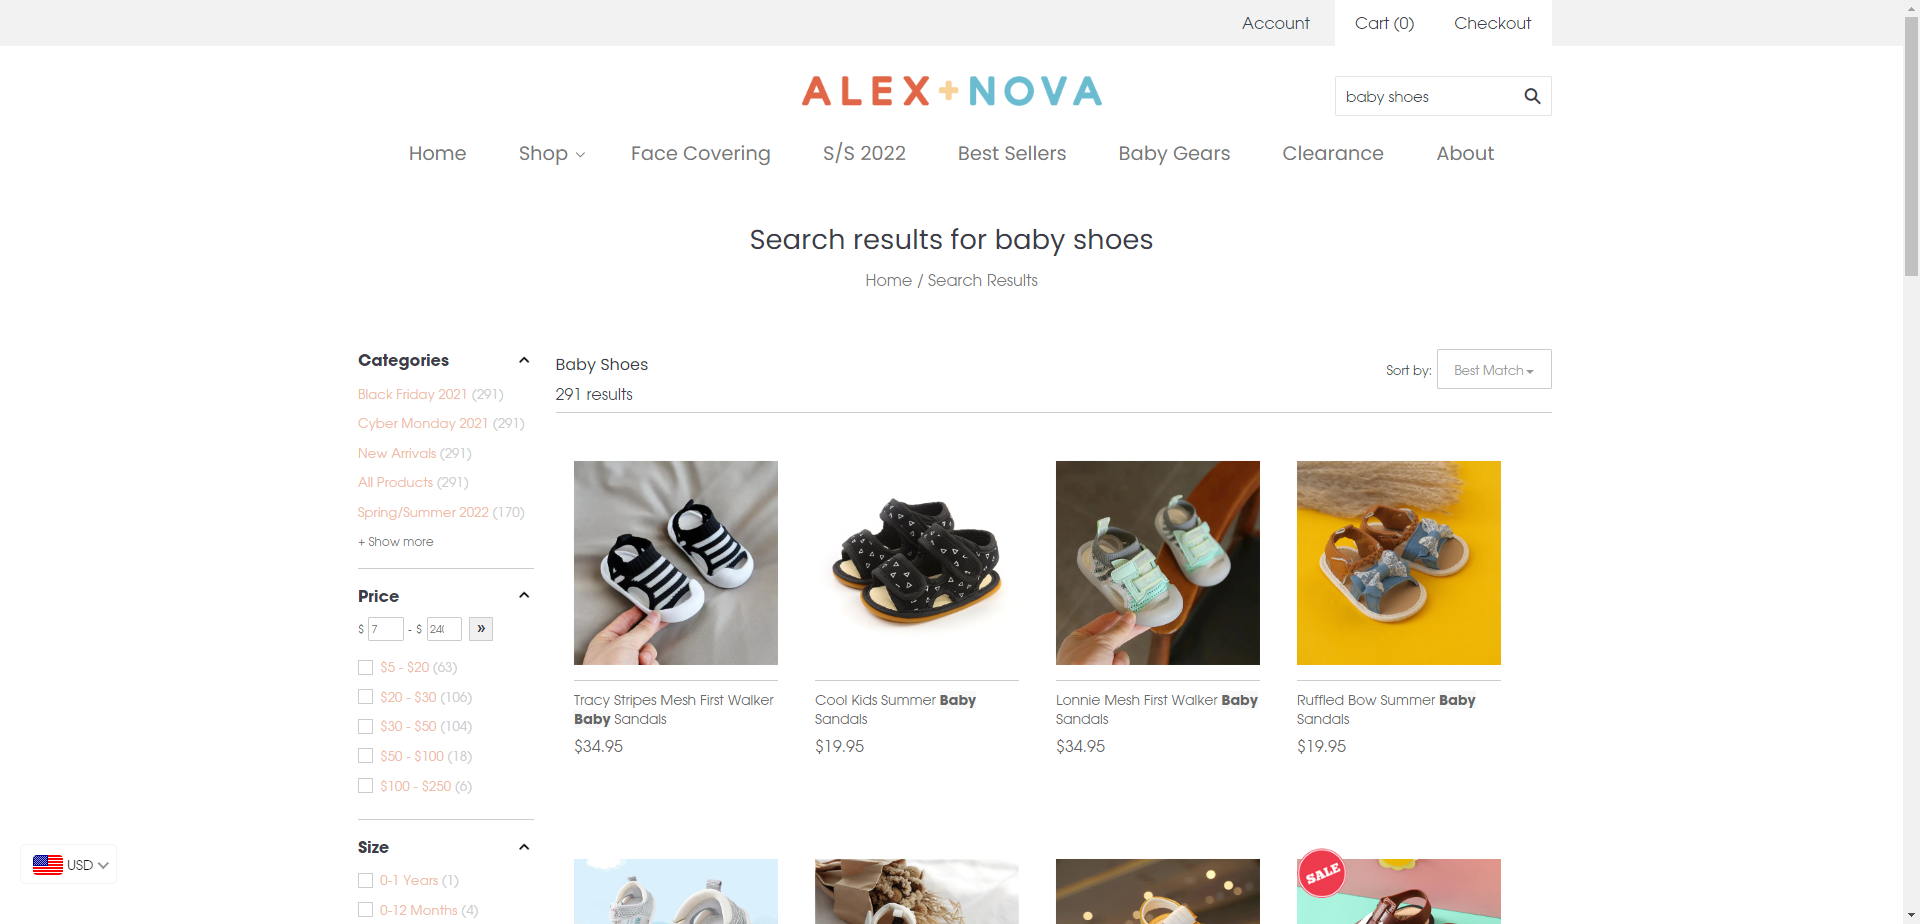 Account
Cart (0)
Checkout
ALEX+NOVA
baby shoes
Home
Shop
Face Covering
S/S 2022
Best Sellers
Baby Gears
Clearance
About
Search results for baby shoes
Home / Search Results
Categories
Black Friday 2021 (291)
Cyber Monday 2021 (291)
New Arrivals (291)
All Products (291)
Spring/Summer 2022 (170)
+ Show more
Price
$ 7 - $ 240 »
$5 - $20 (63)
$20 - $30 (106)
$30 - $50 (104)
$50 - $100 (18)
$100 - $250 (6)
Size
0-1 Years (1)
0-12 Months (4)
Baby Shoes
291 results
Sort by: Best Match
Tracy Stripes Mesh First Walker
Baby Sandals
$34.95
Cool Kids Summer Baby
Sandals
$19.95
Lonnie Mesh First Walker Baby
Sandals
$34.95
Ruffled Bow Summer Baby
Sandals
$19.95
SALE
USD